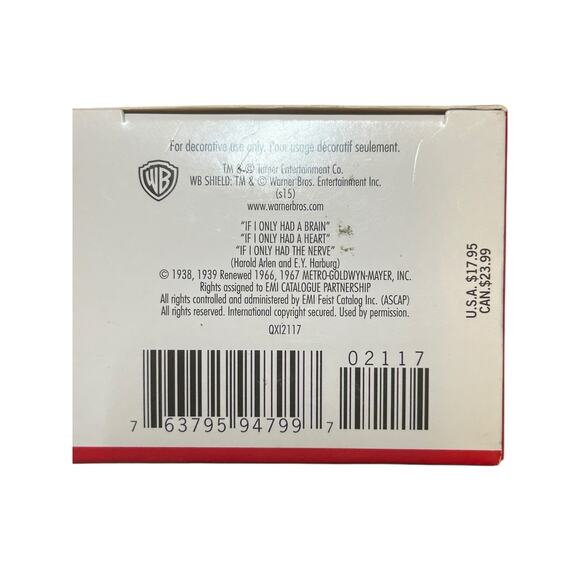 For decorative use only. Pour usage décoratif seulement.
TM & © Turner Entertainment Co.
WB SHIELD: TM & © Warner Bros. Entertainment Inc.
(s15)
www.warnerbros.com
WB
"IF I ONLY HAD A BRAIN"
"IF I ONLY HAD A HEART"
"IF I ONLY HAD THE NERVE"
(Harold Arlen and E.Y. Harburg)
© 1938, 1939 Renewed 1966, 1967 METRO-GOLDWYN-MAYER, INC.
Rights assigned to EMI CATALOGUE PARTNERSHIP
All rights controlled and administered by EMI Feist Catalog Inc. (ASCAP)
All rights reserved. International copyright secured. Used by permission.
QXI2117
U.S.A. $17.95
CAN.$23.99
02117
7 63795 94799 7